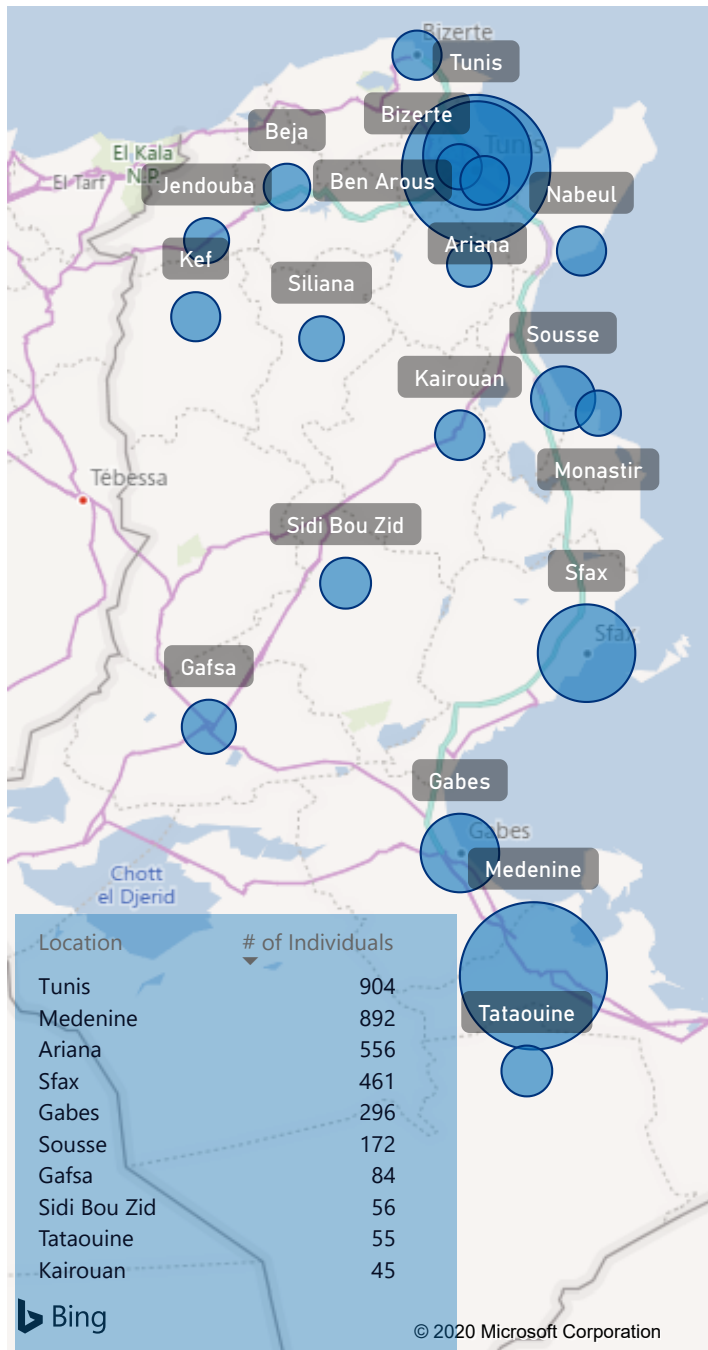 Bizerte
Tunis
Bizerte
Beja
Tunis
El Kala
N.P.
El Tarf
Jendouba
Ben Arous
Nabeul
Kef
Ariana
Siliana
Sousse
Kairouan
Monastir
Tébessa
Sidi Bou Zid
Sfax
Sfax
Gafsa
Gabes
Gabes
Medenine
Chott
el Djerid
Location # of Individuals
Tunis 904
Medenine 892
Ariana 556
Sfax 461
Gabes 296
Sousse 172
Gafsa 84
Sidi Bou Zid 56
Tataouine 55
Kairouan 45
Tataouine
Bing
© 2020 Microsoft Corporation